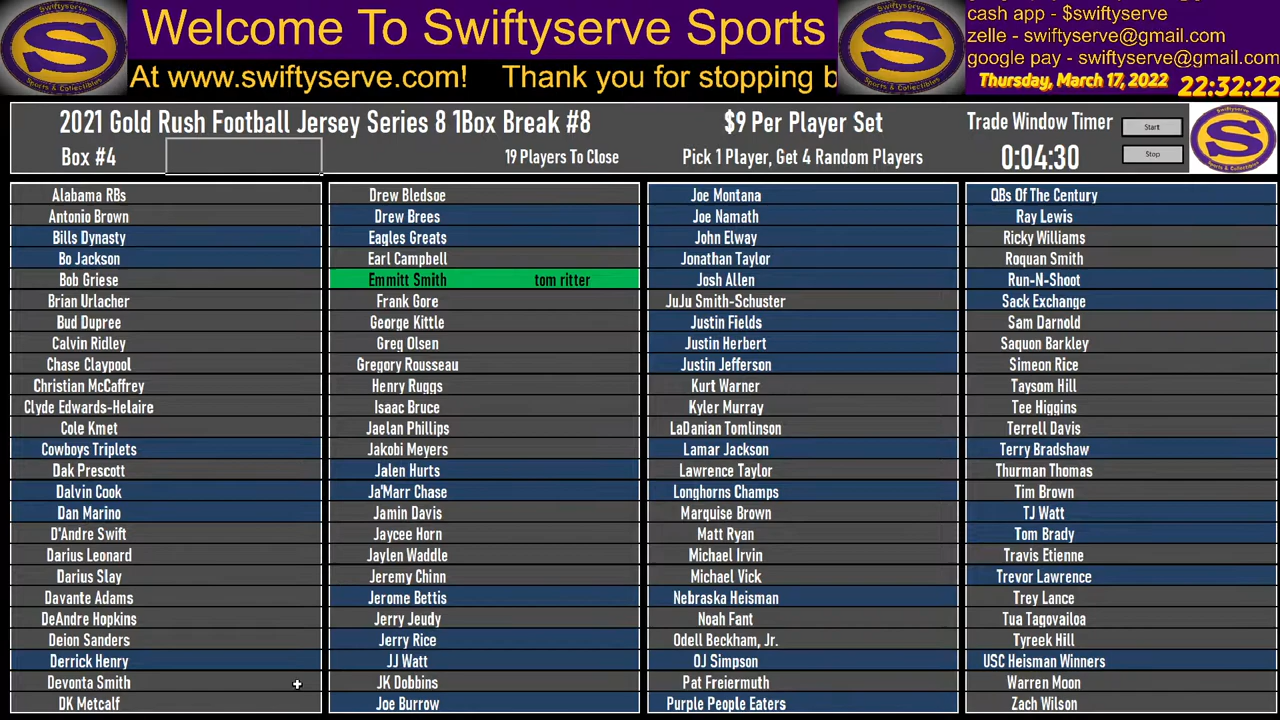 Welcome To Swiftyserve Sports
At www.swiftyserve.com! Thank you for stopping b
cash app - $swiftyserve
zelle - swiftyserve@gmail.com
google pay - swiftyserve@gmail.com
Thursday, March 17, 2022 22:32:22
S
Sports & Collectibles
S
Sports & Collectibles
2021 Gold Rush Football Jersey Series 8 1Box Break #8
$9 Per Player Set
Trade Window Timer
Start
Box #4
19 Players To Close
Pick 1 Player, Get 4 Random Players
0:04:30
Stop
Swiftyserve
S
Sports & Collectibles
Alabama RBs
Antonio Brown
Bills Dynasty
Bo Jackson
Bob Griese
Brian Urlacher
Bud Dupree
Calvin Ridley
Chase Claypool
Christian McCaffrey
Clyde Edwards-Helaire
Cole Kmet
Cowboys Triplets
Dak Prescott
Dalvin Cook
Dan Marino
D'Andre Swift
Darius Leonard
Darius Slay
Davante Adams
DeAndre Hopkins
Deion Sanders
Derrick Henry
Devonta Smith
DK Metcalf
Drew Bledsoe
Drew Brees
Eagles Greats
Earl Campbell
Emmitt Smith tom ritter
Frank Gore
George Kittle
Greg Olsen
Gregory Rousseau
Henry Ruggs
Isaac Bruce
Jaelan Phillips
Jakobi Meyers
Jalen Hurts
Ja'Marr Chase
Jamin Davis
Jaycee Horn
Jaylen Waddle
Jeremy Chinn
Jerome Bettis
Jerry Jeudy
Jerry Rice
JJ Watt
JK Dobbins
Joe Burrow
Joe Montana
Joe Namath
John Elway
Jonathan Taylor
Josh Allen
JuJu Smith-Schuster
Justin Fields
Justin Herbert
Justin Jefferson
Kurt Warner
Kyler Murray
LaDanian Tomlinson
Lamar Jackson
Lawrence Taylor
Longhorns Champs
Marquise Brown
Matt Ryan
Michael Irvin
Michael Vick
Nebraska Heisman
Noah Fant
Odell Beckham, Jr.
OJ Simpson
Pat Freiermuth
Purple People Eaters
QBs Of The Century
Ray Lewis
Ricky Williams
Roquan Smith
Run-N-Shoot
Sack Exchange
Sam Darnold
Saquon Barkley
Simeon Rice
Taysom Hill
Tee Higgins
Terrell Davis
Terry Bradshaw
Thurman Thomas
Tim Brown
TJ Watt
Tom Brady
Travis Etienne
Trevor Lawrence
Trey Lance
Tua Tagovailoa
Tyreek Hill
USC Heisman Winners
Warren Moon
Zach Wilson